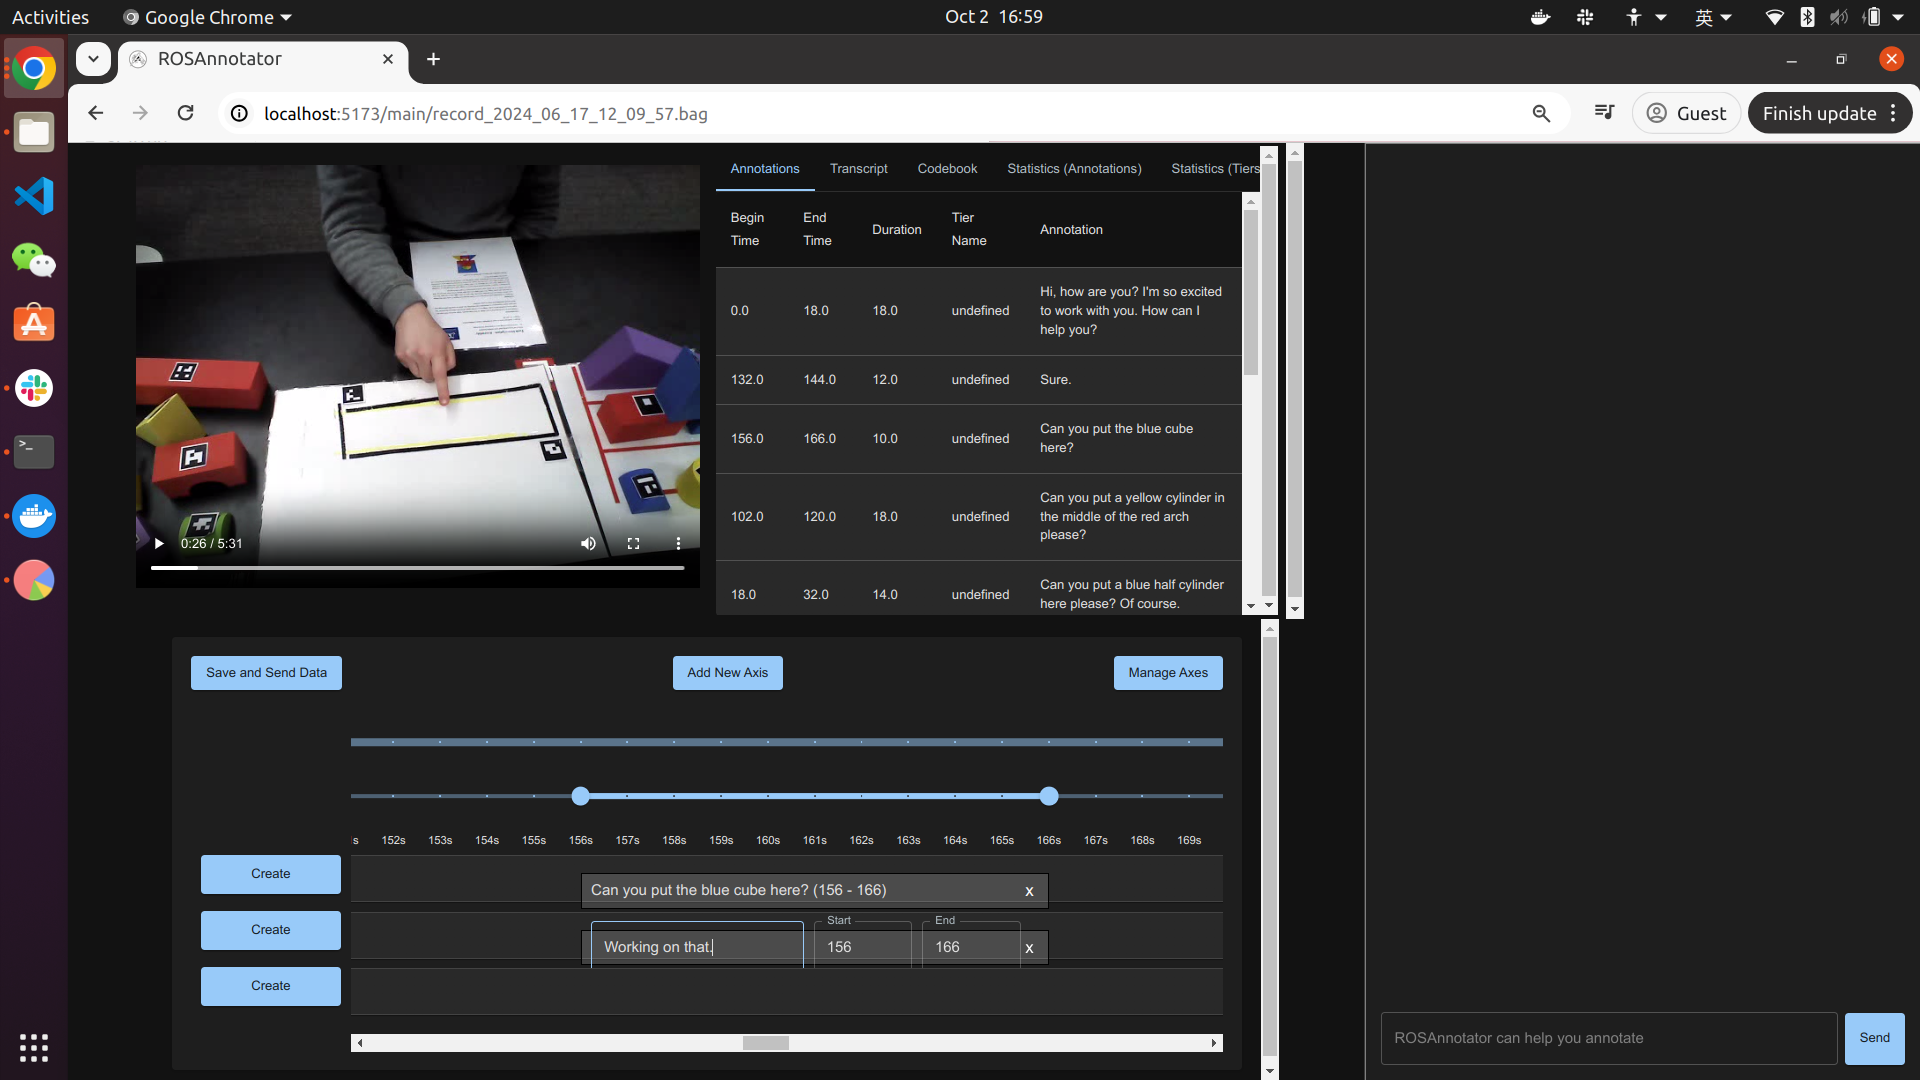 Activities
Google Chrome
Oct 2 16:59
英
ROSAnnotator
localhost:5173/main/record_2024_06_17_12_09_57.bag
Guest
Finish update
0:26 / 5:31
Annotations
Transcript
Codebook
Statistics (Annotations)
Statistics (Tiers
Begin Time
End Time
Duration
Tier Name
Annotation
0.0 18.0 18.0 undefined
Hi, how are you? I'm so excited
to work with you. How can I
help you?
132.0 144.0 12.0 undefined Sure.
156.0 166.0 10.0 undefined
Can you put the blue cube
here?
102.0 120.0 18.0 undefined
Can you put a yellow cylinder in
the middle of the red arch
please?
18.0 32.0 14.0 undefined
Can you put a blue half cylinder
here please? Of course.
Save and Send Data
Add New Axis
Manage Axes
s 152s 153s 154s 155s 156s 157s 158s 159s 160s 161s 162s 163s 164s 165s 166s 167s 168s 169s
Create
Can you put the blue cube here? (156 - 166) x
Create
Start
End
Working on that. 156 166 x
Create
ROSAnnotator can help you annotate
Send